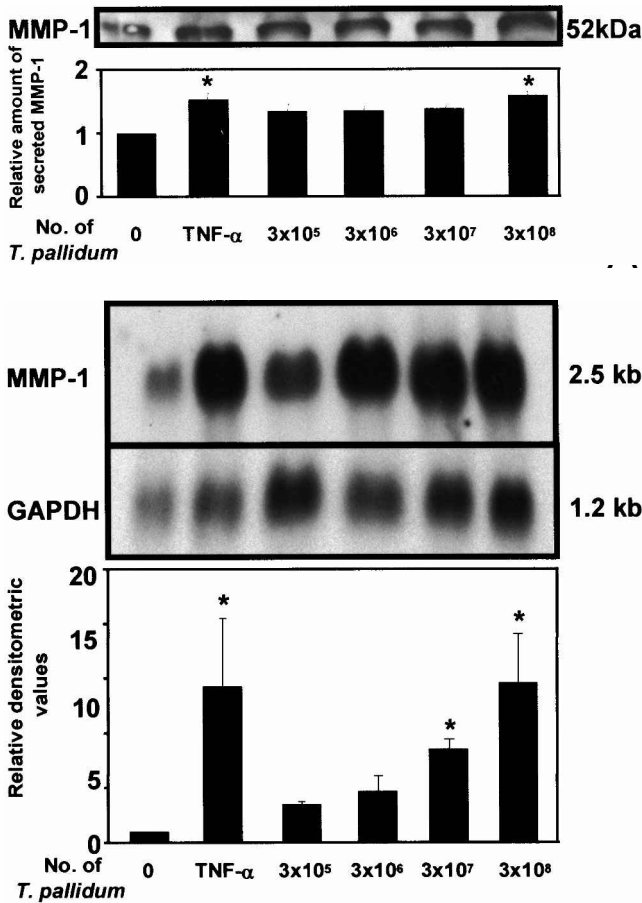 MMP-1 52kDa
Relative amount of
secreted MMP-1
2
1
0
*
*
No. of
T. pallidum
0 TNF-α 3x10⁵ 3x10⁶ 3x10⁷ 3x10⁸
MMP-1 2.5 kb
GAPDH 1.2 kb
Relative densitometric
values
20
15
10
5
0
*
*
*
No. of
T. pallidum
0 TNF-α 3x10⁵ 3x10⁶ 3x10⁷ 3x10⁸